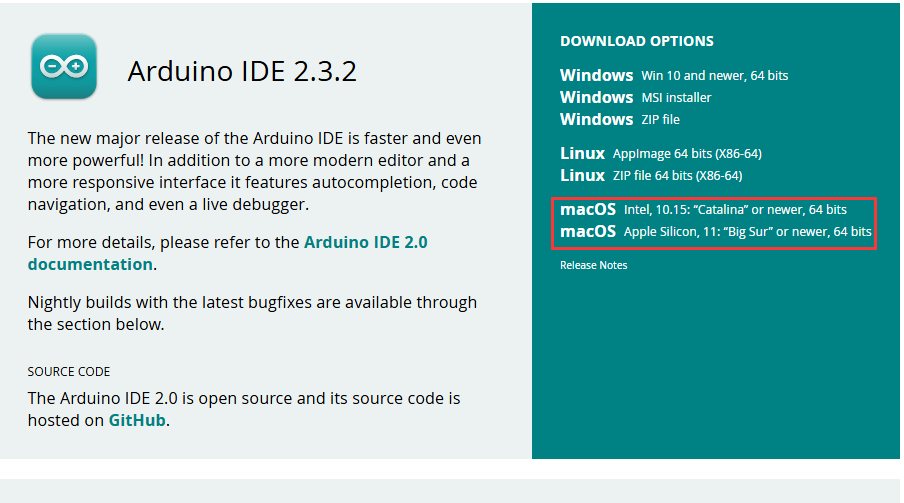 Arduino IDE 2.3.2
The new major release of the Arduino IDE is faster and even
more powerful! In addition to a more modern editor and a
more responsive interface it features autocompletion, code
navigation, and even a live debugger.
For more details, please refer to the Arduino IDE 2.0
documentation.
Nightly builds with the latest bugfixes are available through
the section below.
SOURCE CODE
The Arduino IDE 2.0 is open source and its source code is
hosted on GitHub.
DOWNLOAD OPTIONS
Windows Win 10 and newer, 64 bits
Windows MSI installer
Windows ZIP file
Linux AppImage 64 bits (X86-64)
Linux ZIP file 64 bits (X86-64)
macOS Intel, 10.15: “Catalina” or newer, 64 bits
macOS Apple Silicon, 11: “Big Sur” or newer, 64 bits
Release Notes